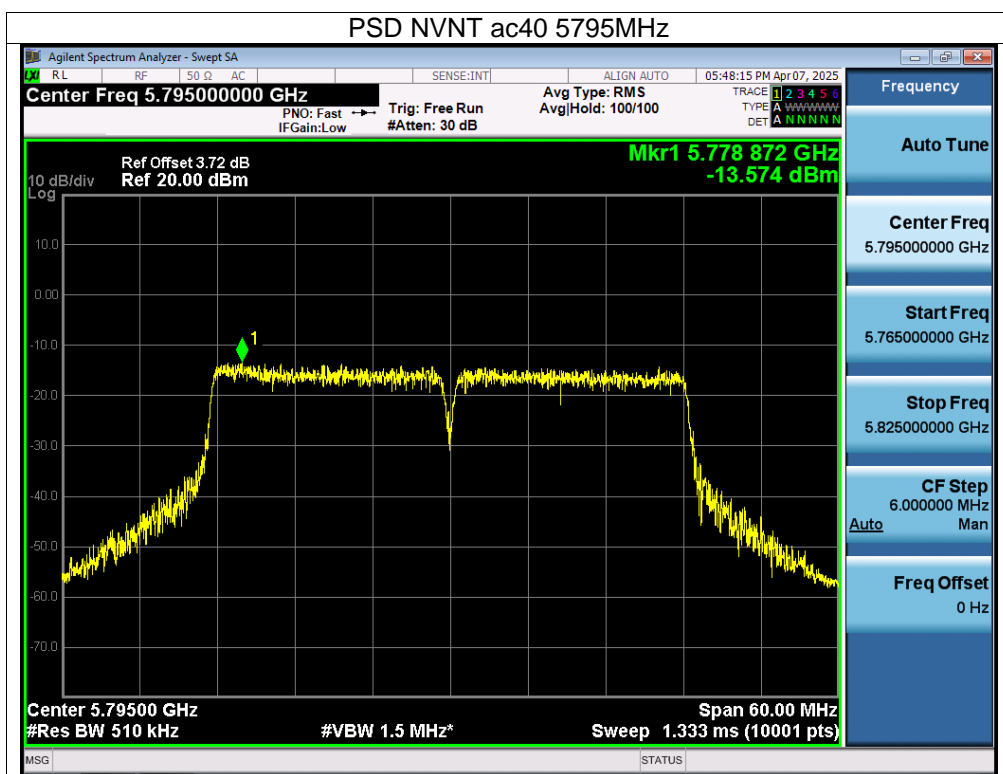 PSD NVNT ac40 5795MHz
Agilent Spectrum Analyzer - Swept SA
LXI RL RF 50 Ω AC SENSE:INT ALIGN AUTO 05:48:15 PM Apr 07, 2025
Center Freq 5.795000000 GHz
PNO: Fast
IFGain:Low
Trig: Free Run
#Atten: 30 dB
Avg Type: RMS
Avg|Hold: 100/100
TRACE 1 2 3 4 5 6
TYPE A WWWWW
DET A N N N N N
Mkr1 5.778 872 GHz
-13.574 dBm
Ref Offset 3.72 dB
10 dB/div Ref 20.00 dBm
Log
10.0
0.00
-10.0
-20.0
-30.0
-40.0
-50.0
-60.0
-70.0
1
Center 5.79500 GHz Span 60.00 MHz
#Res BW 510 kHz #VBW 1.5 MHz* Sweep 1.333 ms (10001 pts)
MSG STATUS
Frequency
Auto Tune
Center Freq
5.795000000 GHz
Start Freq
5.765000000 GHz
Stop Freq
5.825000000 GHz
CF Step
6.000000 MHz
Auto Man
Freq Offset
0 Hz